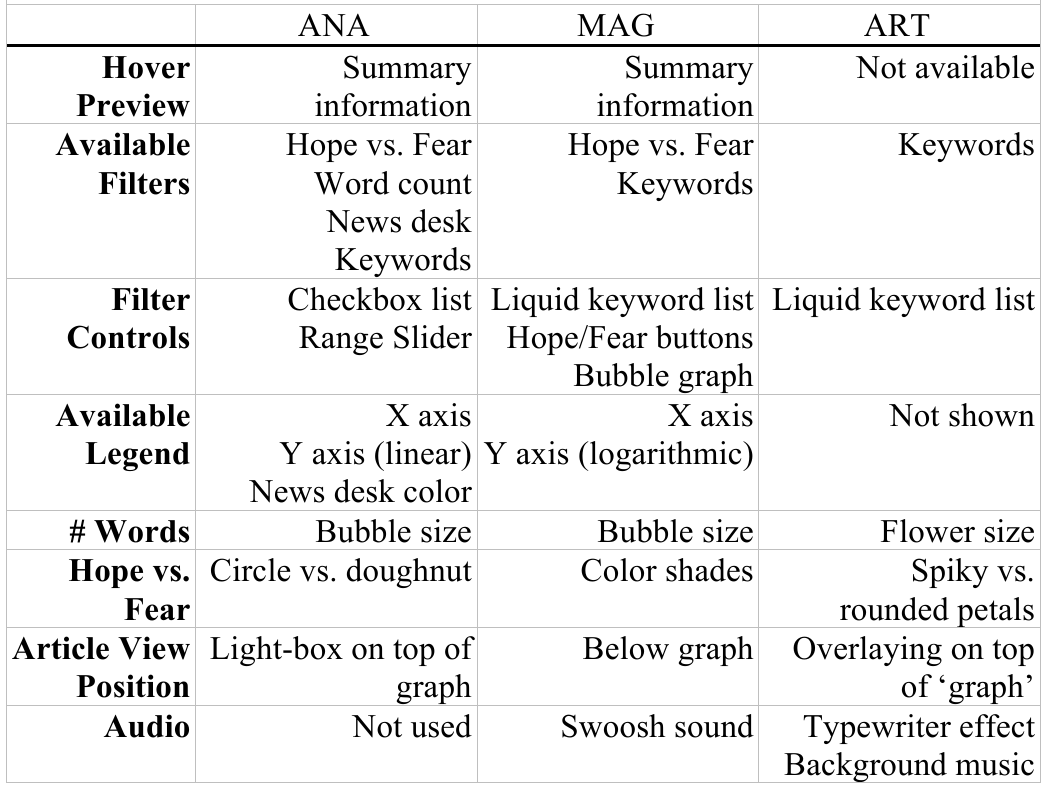 ANA MAG ART
Hover Summary Summary Not available
Preview information information
Available Hope vs. Fear Hope vs. Fear Keywords
Filters Word count Keywords
News desk
Keywords
Filter Checkbox list Liquid keyword list Liquid keyword list
Controls Range Slider Hope/Fear buttons
Bubble graph
Available X axis X axis Not shown
Legend Y axis (linear) Y axis (logarithmic)
News desk color
# Words Bubble size Bubble size Flower size
Hope vs. Circle vs. doughnut Color shades Spiky vs.
Fear rounded petals
Article View Light-box on top of Below graph Overlaying on top
Position graph of ‘graph’
Audio Not used Swoosh sound Typewriter effect
Background music